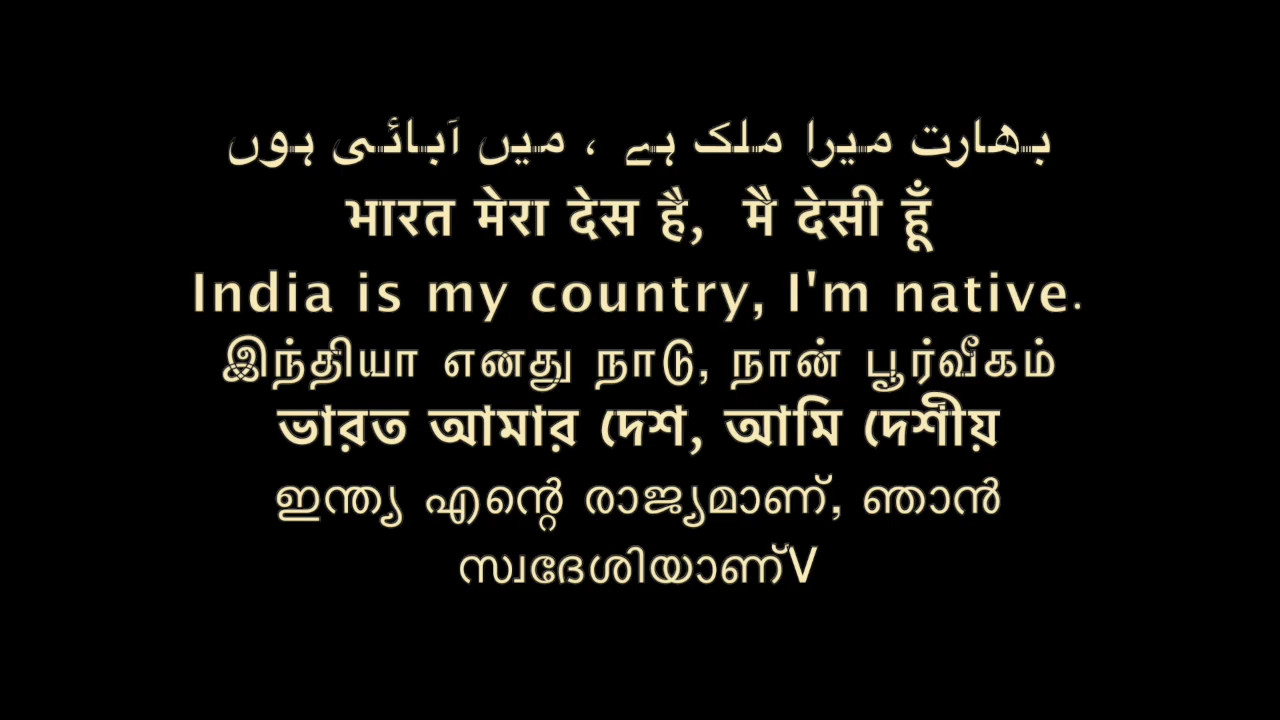 بھارت میرا ملک ہے ، میں آبائی ہوں
भारत मेरा देस है, मै देसी हूँ
India is my country, I'm native.
இந்தியா எனது நாடு, நான் பூர்வீகம்
ভারত আমার দেশ, আমি দেশীয়
ഇന്ത്യ എന്റെ രാജ്യമാണ്, ഞാൻ
സ്വദേശിയാണ്V